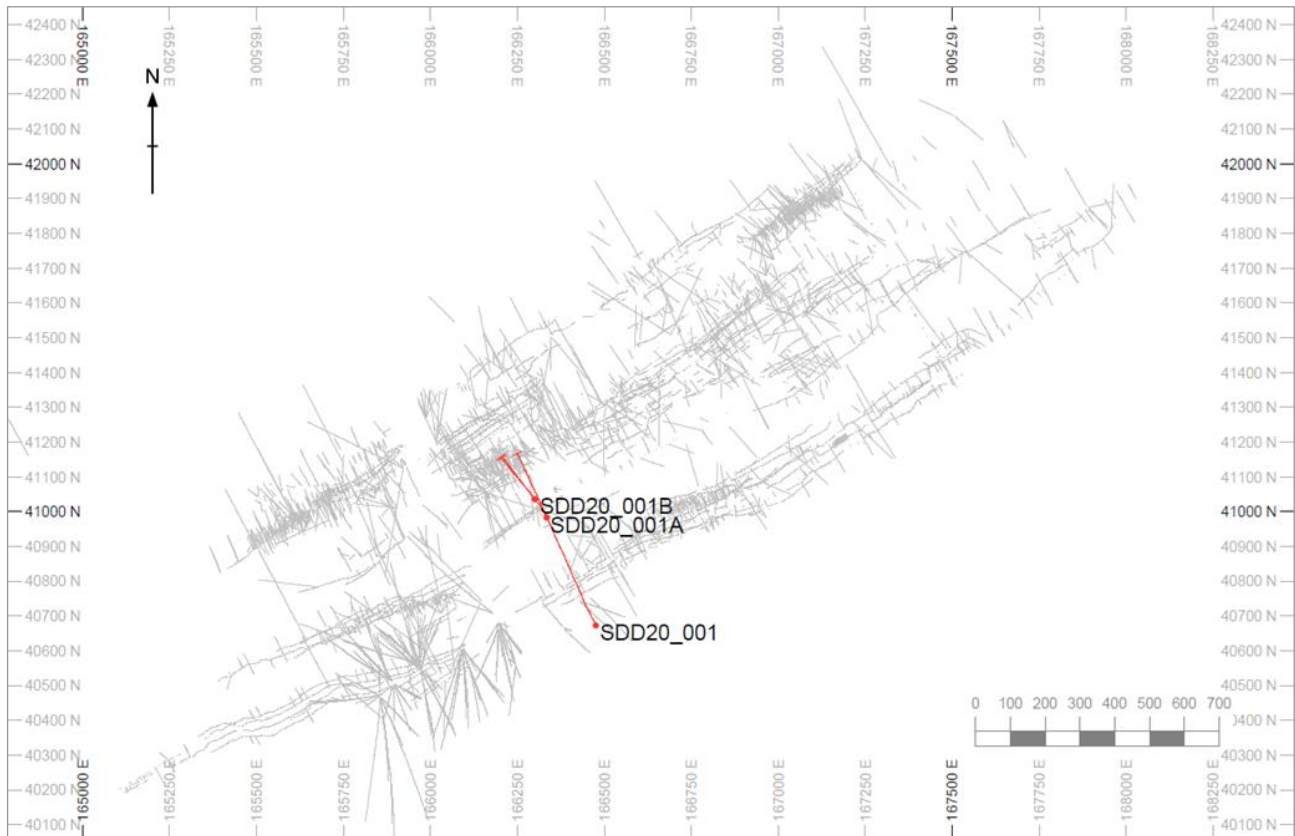 165000 E
165250 E
165500 E
165750 E
166000 E
166250 E
166500 E
166750 E
167000 E
167250 E
167500 E
167750 E
168000 E
168250 E
42400 N
42400 N
42300 N
42300 N
42200 N
42200 N
42100 N
42100 N
42000 N
42000 N
41900 N
41900 N
41800 N
41800 N
41700 N
41700 N
41600 N
41600 N
41500 N
41500 N
41400 N
41400 N
41300 N
41300 N
41200 N
41200 N
41100 N
41100 N
41000 N
41000 N
40900 N
40900 N
40800 N
40800 N
40700 N
40700 N
40600 N
40600 N
40500 N
40500 N
40400 N
40400 N
40300 N
40300 N
40200 N
40200 N
40100 N
40100 N
N
SDD20_001B
SDD20_001A
SDD20_001
0 100 200 300 400 500 600 700
165000 E
165250 E
165500 E
165750 E
166000 E
166250 E
166500 E
166750 E
167000 E
167250 E
167500 E
167750 E
168000 E
168250 E